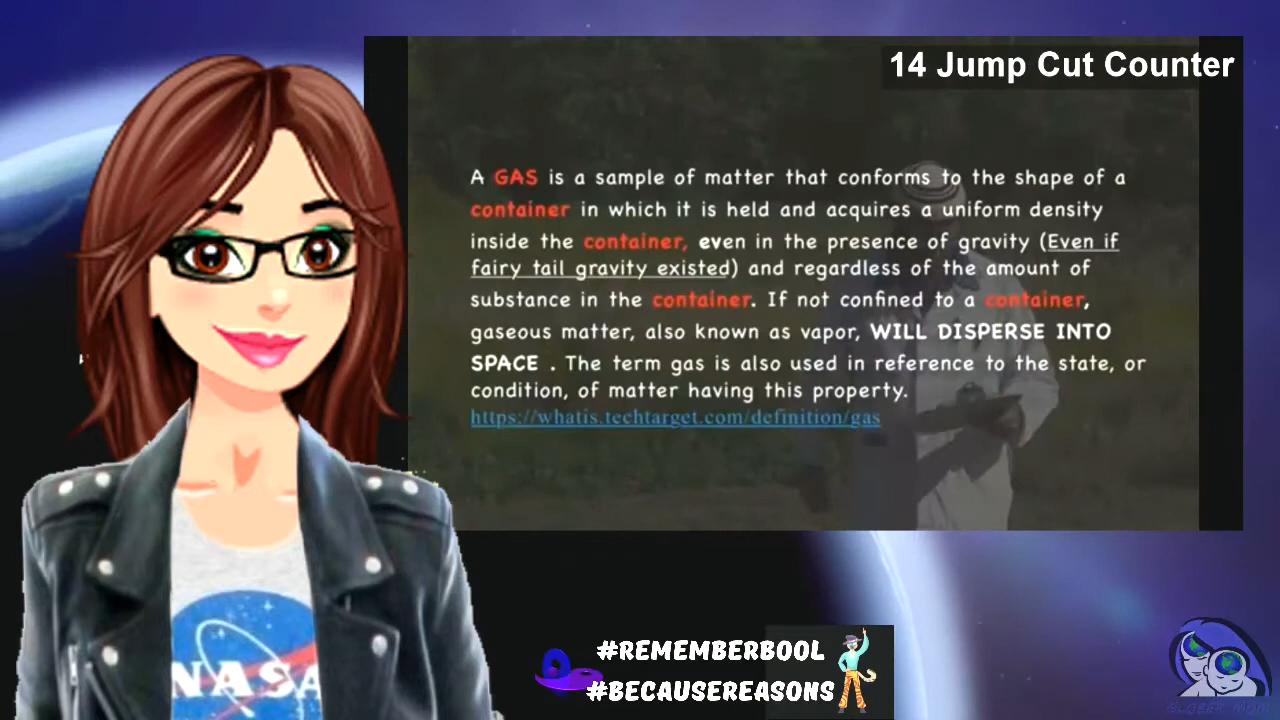 14 Jump Cut Counter
A GAS is a sample of matter that conforms to the shape of a
container in which it is held and acquires a uniform density
inside the container, even in the presence of gravity (Even if
fairy tail gravity existed) and regardless of the amount of
substance in the container. If not confined to a container,
gaseous matter, also known as vapor, WILL DISPERSE INTO
SPACE . The term gas is also used in reference to the state, or
condition, of matter having this property.
https://whatis.techtarget.com/definition/gas
NASA
#REMEMBERBOOL
#BECAUSEREASONS